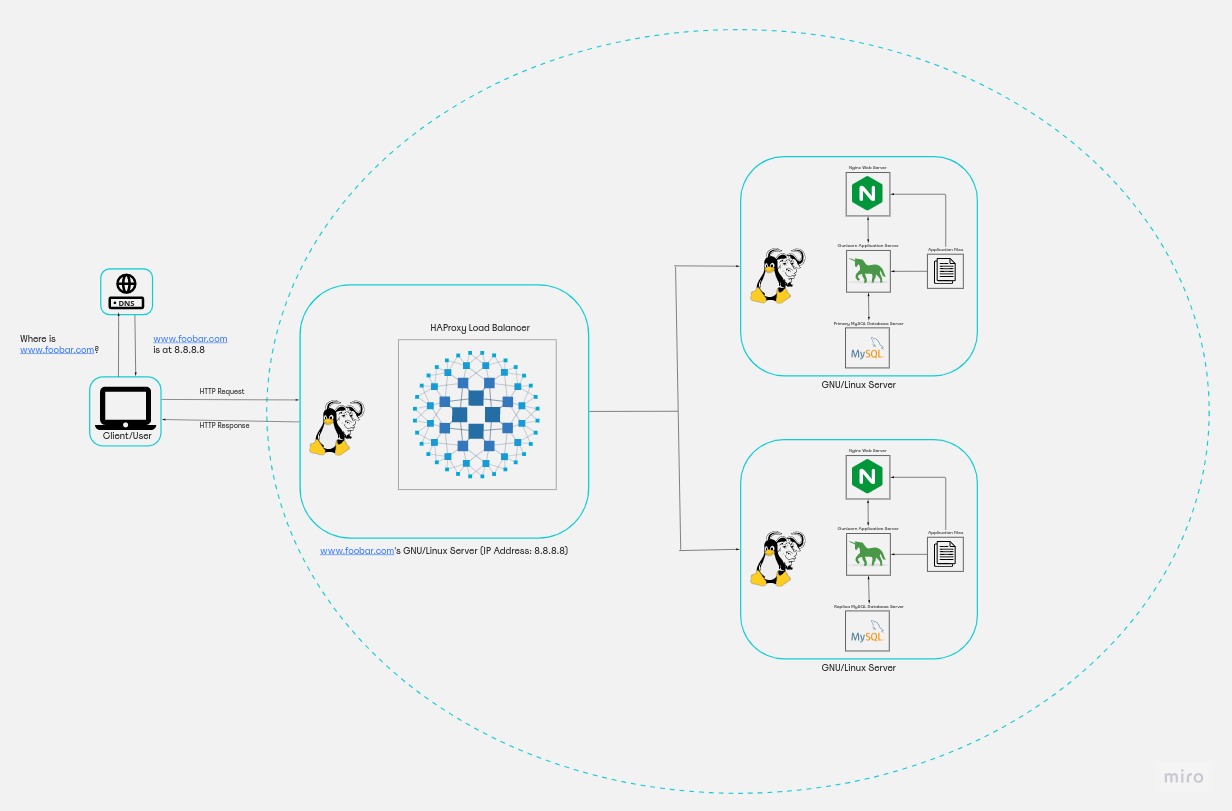 DNS
Where is
www.foobar.com?
www.foobar.com
is at 8.8.8.8
Client/User
HTTP Request
HTTP Response
HAProxy Load Balancer
www.foobar.com's GNU/Linux Server (IP Address: 8.8.8.8)
Nginx Web Server
N
Gunicorn Application Server
Application Files
Primary MySQL Database Server
MySQL
GNU/Linux Server
Nginx Web Server
N
Gunicorn Application Server
Application Files
Replica MySQL Database Server
MySQL
GNU/Linux Server
miro